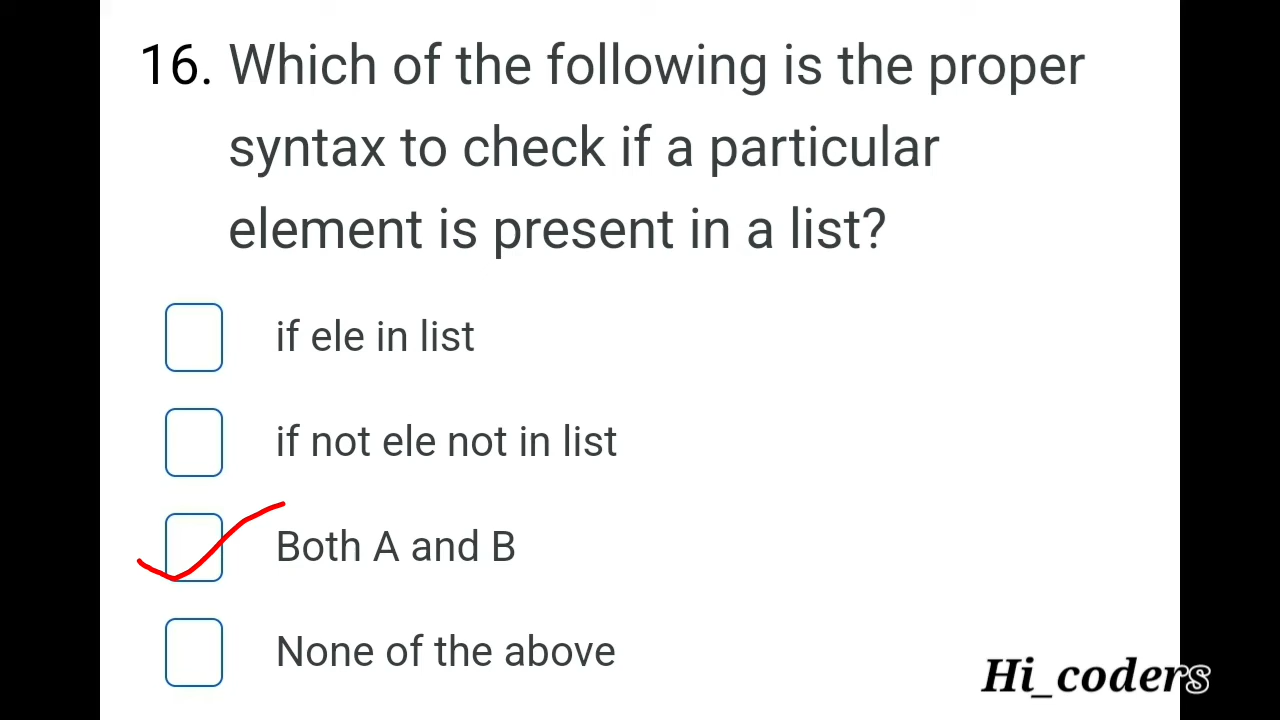 16. Which of the following is the proper
syntax to check if a particular
element is present in a list?
if ele in list
if not ele not in list
Both A and B
None of the above
Hi_coders